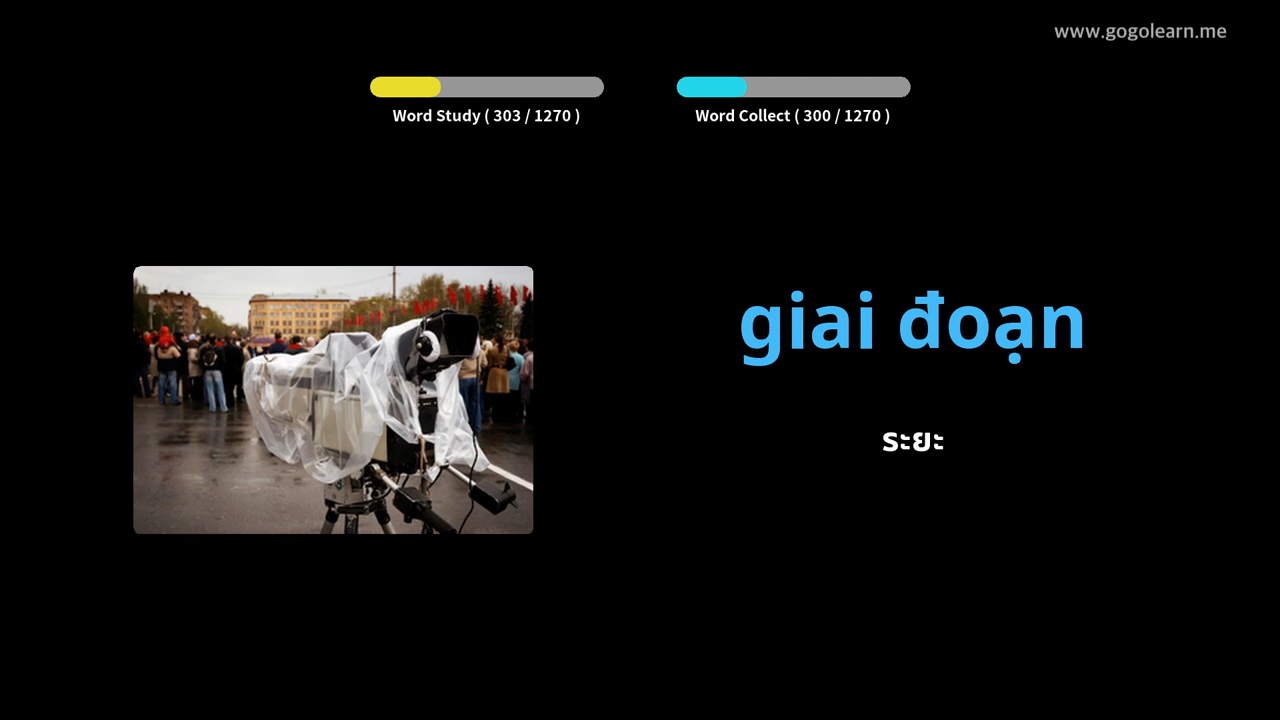 www.gogolearn.me
Word Study ( 303 / 1270 )
Word Collect ( 300 / 1270 )
giai đoạn
ระยะ